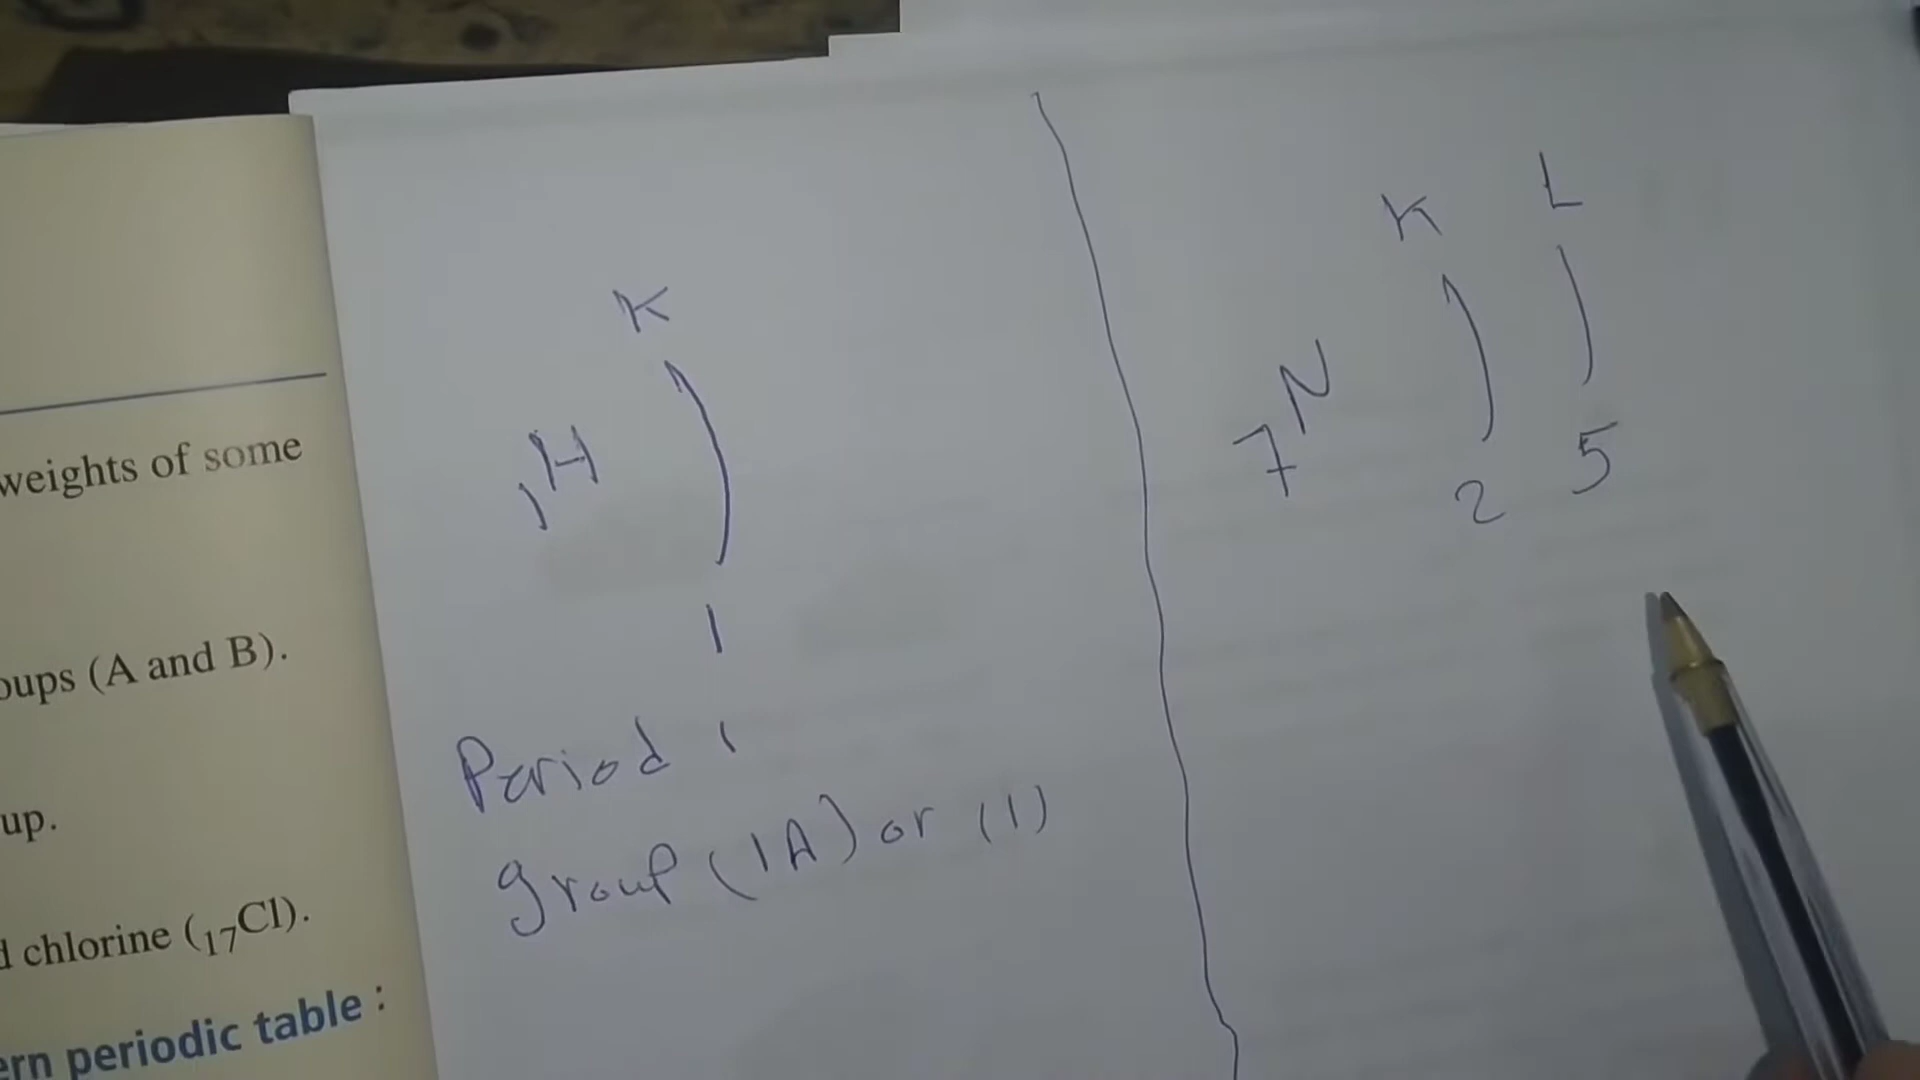 weights of some
oups (A and B).
up.
d chlorine (₁₇Cl).
ern periodic table :
K
₁H
1
Period 1
group (1A) or (1)
K L
₇N
2 5